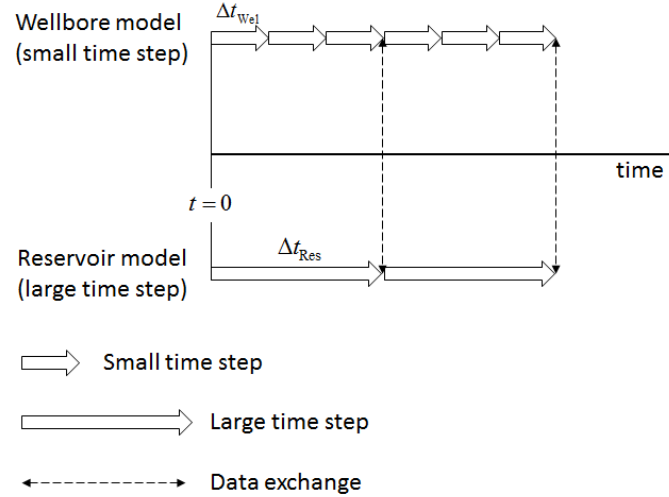 Δt_Wel
Wellbore model
(small time step)
time
t = 0
Δt_Res
Reservoir model
(large time step)
Small time step
Large time step
Data exchange